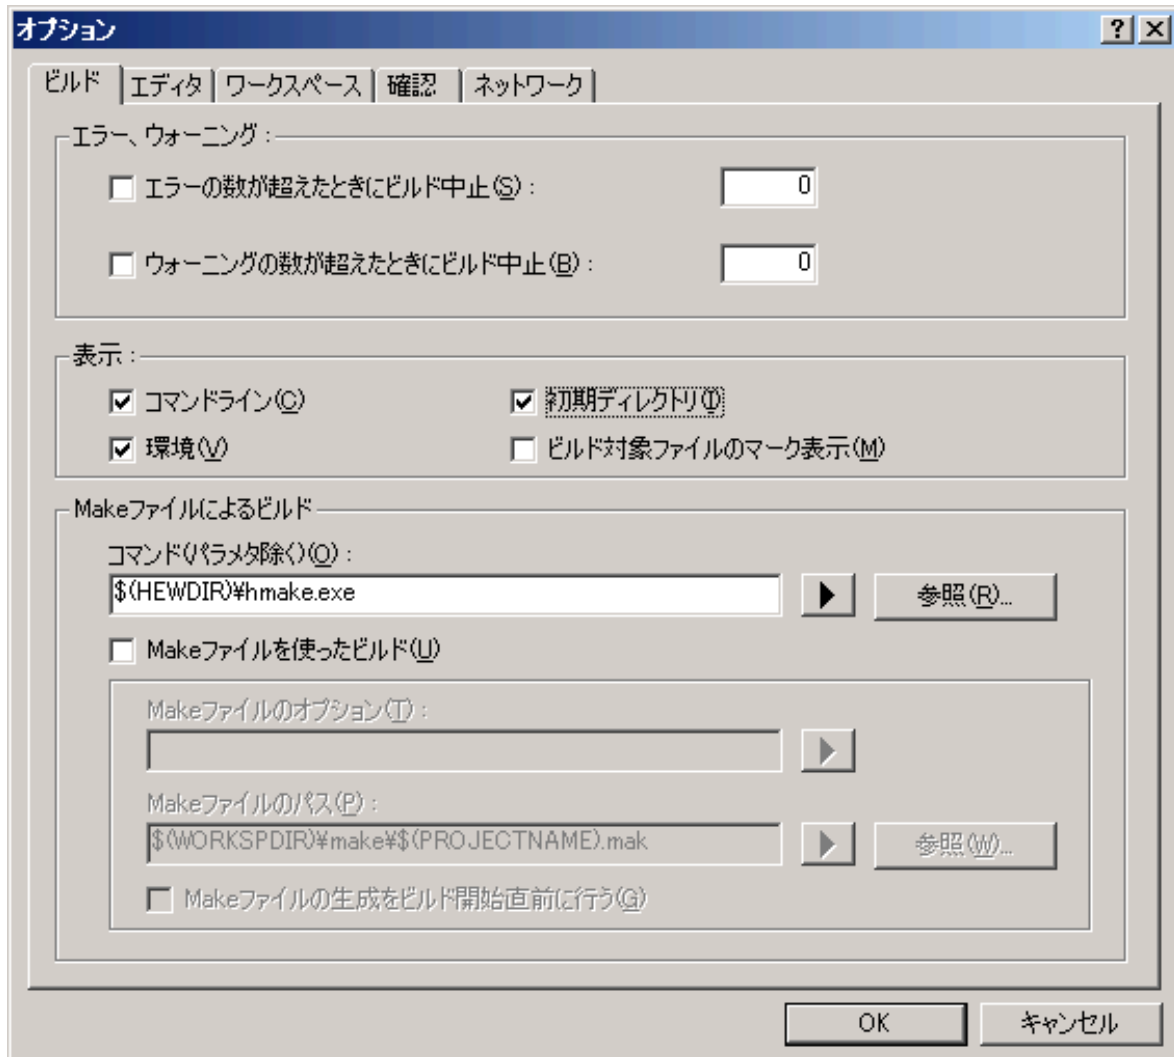 オプション
ビルド エディタ ワークスペース 確認 ネットワーク
エラー、ウォーニング :
エラーの数が超えたときにビルド中止(S) : 0
ウォーニングの数が超えたときにビルド中止(B) : 0
表示 :
コマンドライン(C) 初期ディレクトリ(I)
環境(V) ビルド対象ファイルのマーク表示(M)
Makeファイルによるビルド
コマンド(パラメタ除く)(O) :
$(HEWDIR)¥hmake.exe 参照(R)...
Makeファイルを使ったビルド(U)
Makeファイルのオプション(T) :
Makeファイルのパス(P) :
$(WORKSPDIR)¥make¥$(PROJECTNAME).mak 参照(W)...
Makeファイルの生成をビルド開始直前に行う(G)
OK キャンセル